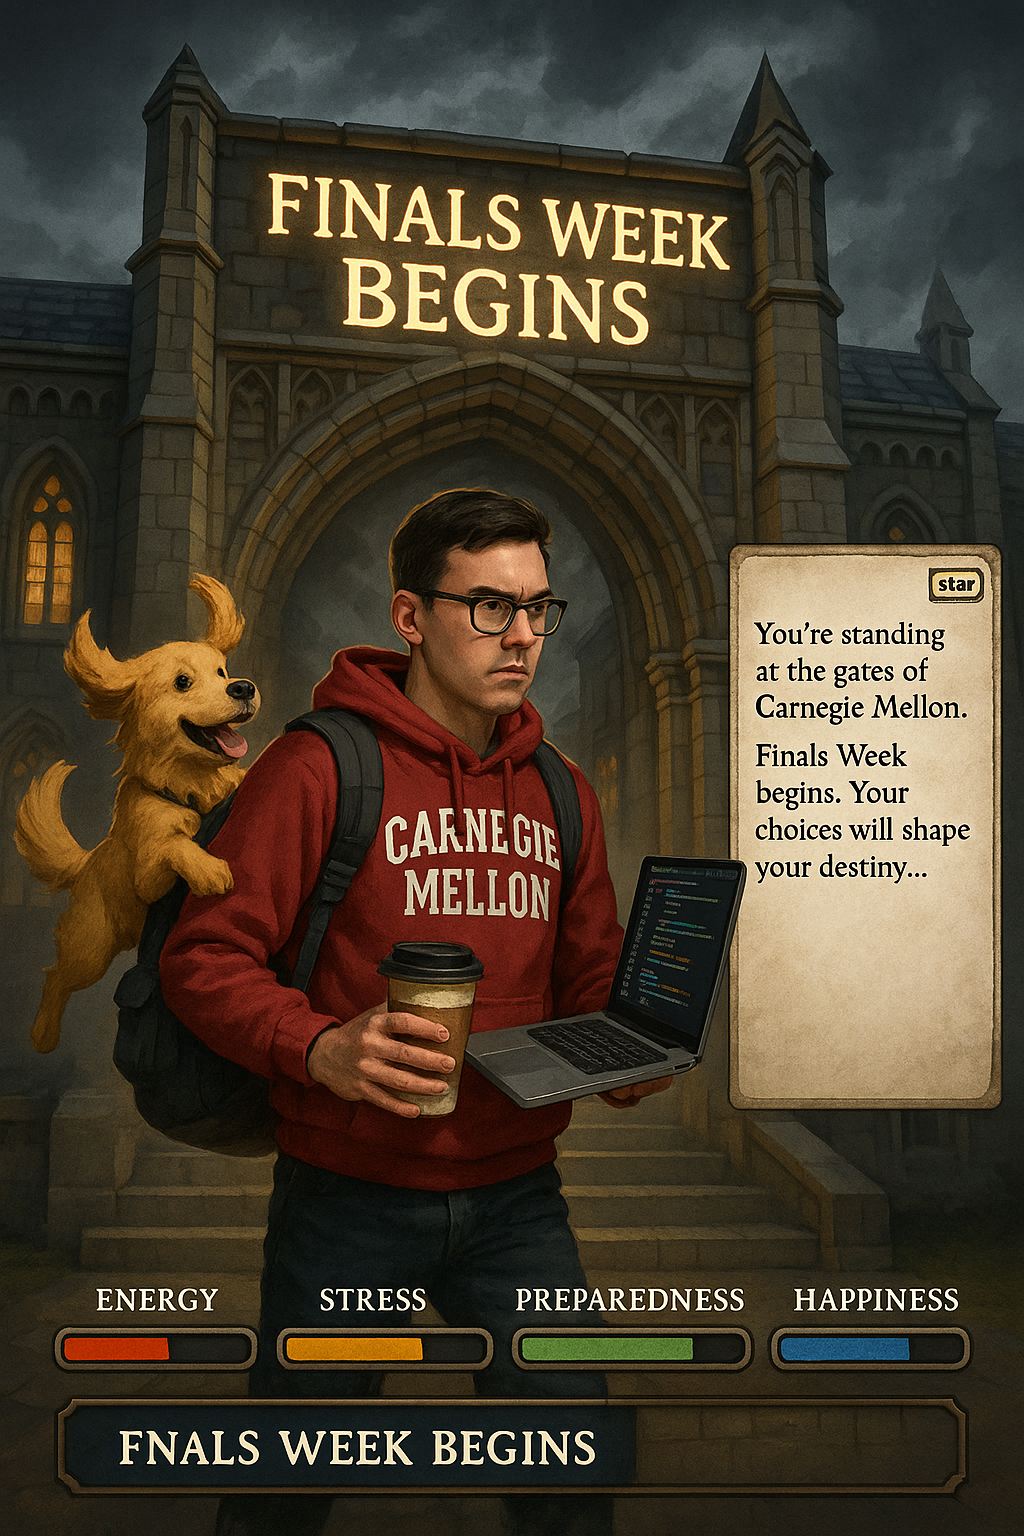 FINALS WEEK
BEGINS
star
You're standing
at the gates of
Carnegie Mellon.
Finals Week
begins. Your
choices will shape
your destiny...
CARNEGIE
MELLON
ENERGY
STRESS
PREPAREDNESS
HAPPINESS
FNALS WEEK BEGINS